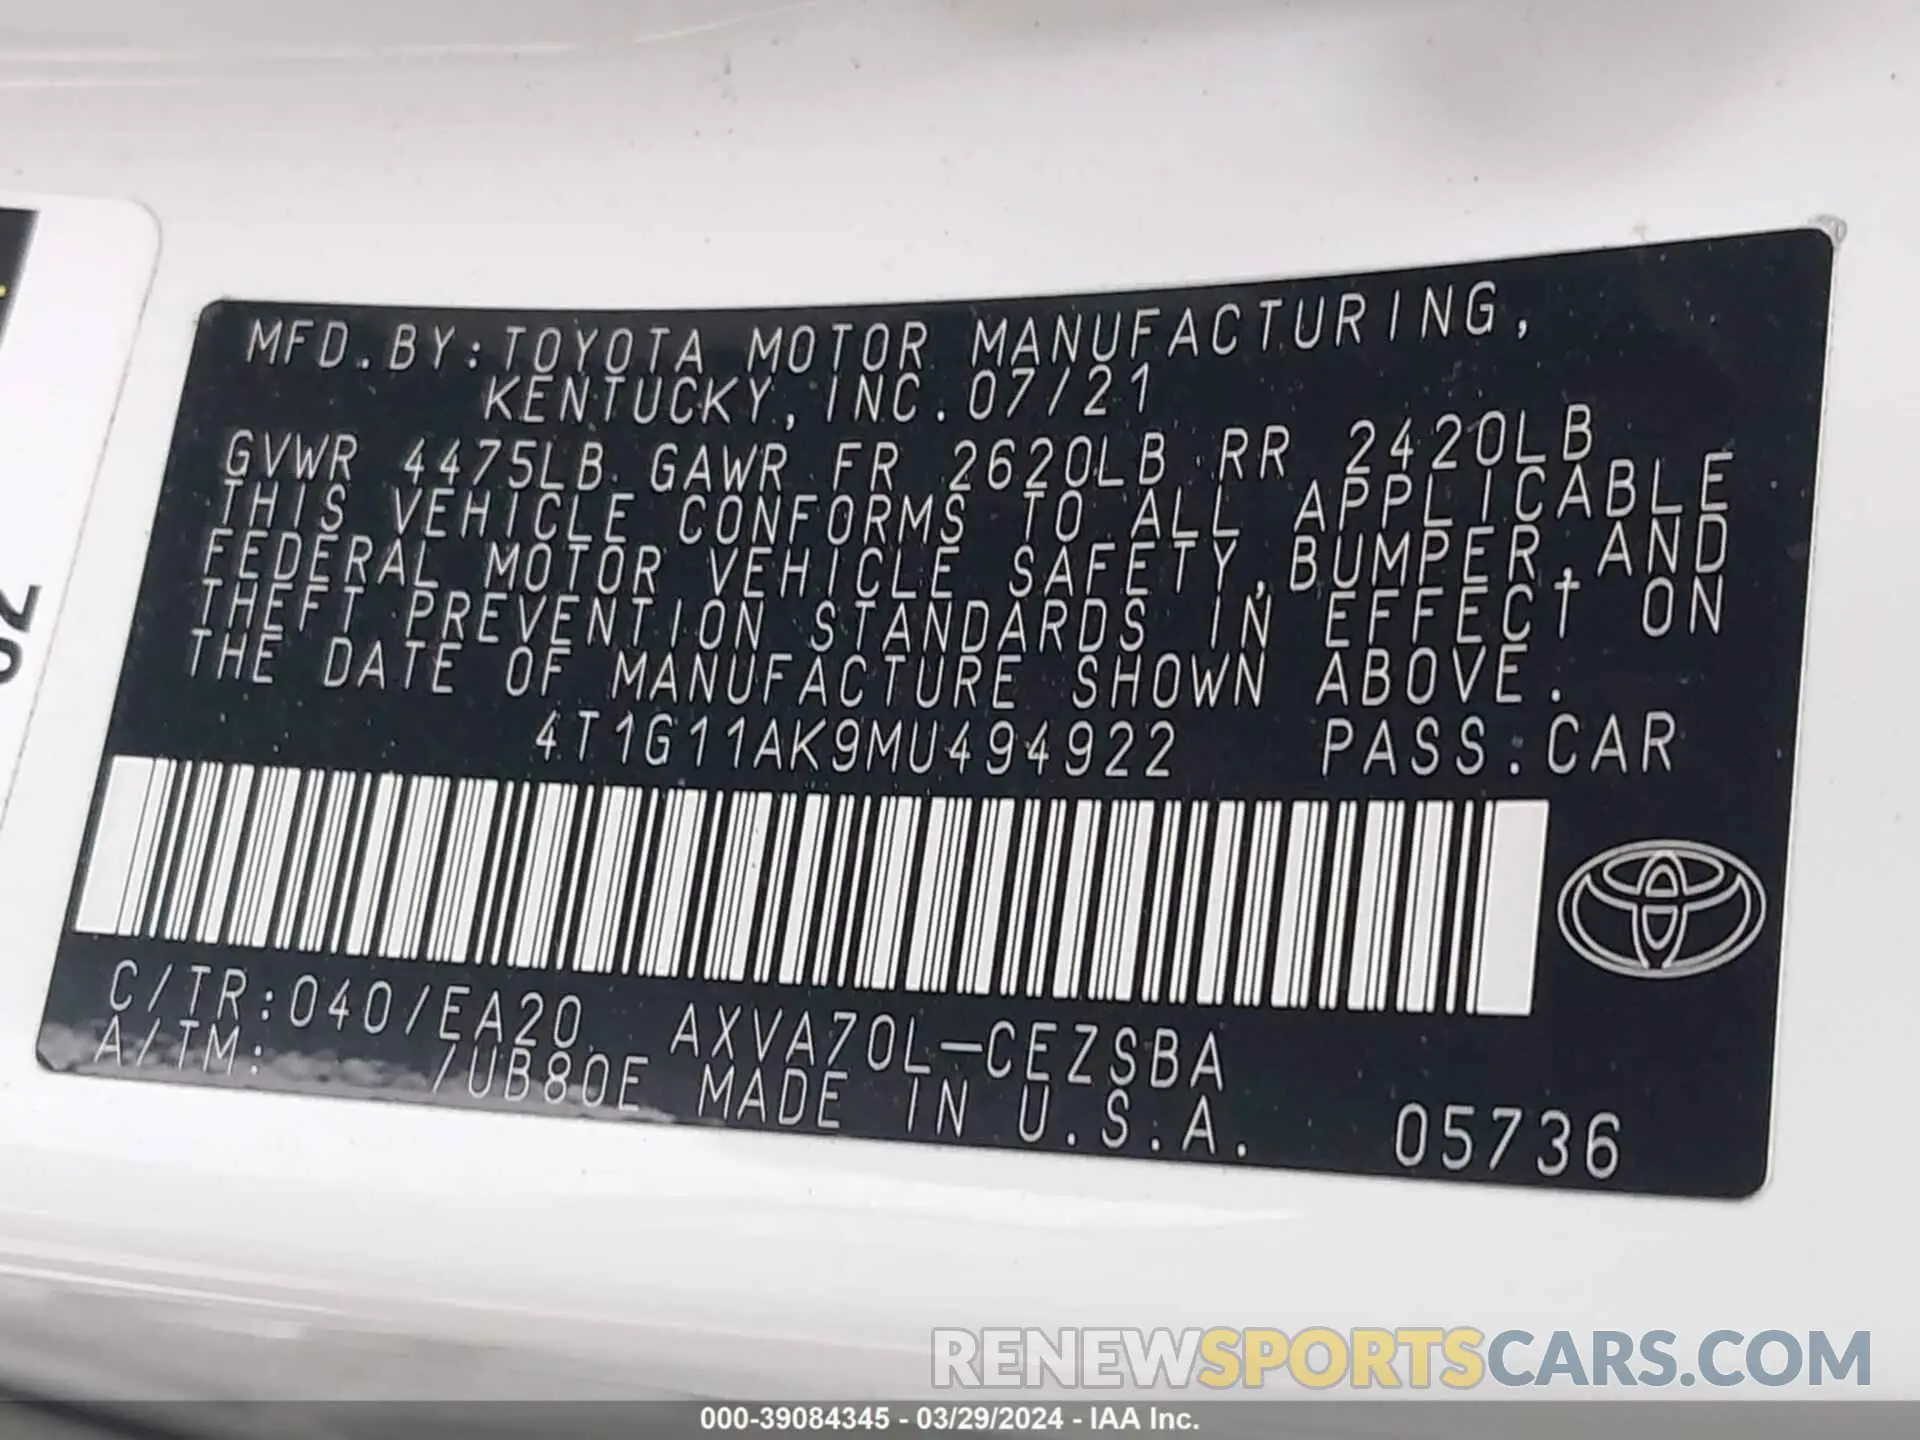 MFD.BY:TOYOTA MOTOR MANUFACTURING,
KENTUCKY,INC.07/21
GVWR 4475LB GAWR FR 2620LB RR 2420LB
THIS VEHICLE CONFORMS TO ALL APPLICABLE
FEDERAL MOTOR VEHICLE SAFETY,BUMPER,AND
THEFT PREVENTION STANDARDS IN EFFECT ON
THE DATE OF MANUFACTURE SHOWN ABOVE.
4T1G11AK9MU494922 PASS.CAR
C/TR:040/EA20 AXVA70L-CEZSBA
A/TM: /UB80E MADE IN U.S.A. 05736
RENEWSPORTSCARS.COM
000-39084345 - 03/29/2024 - IAA Inc.